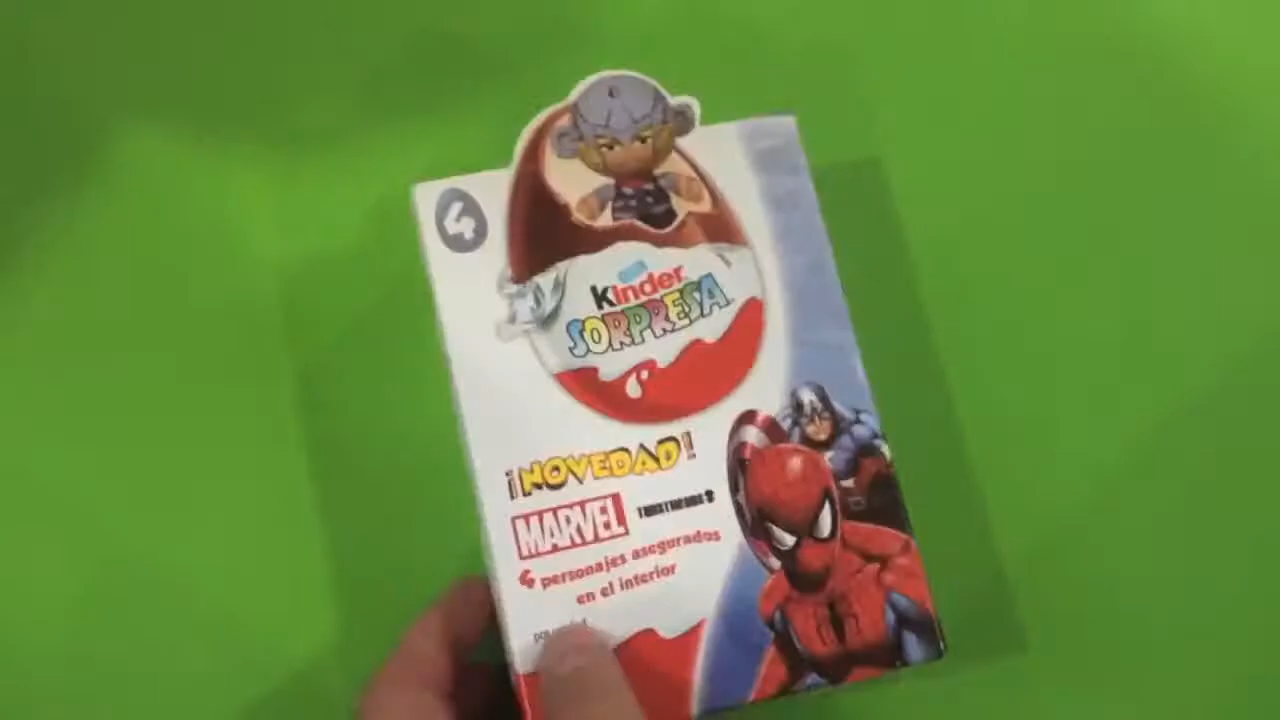 4
Kinder
SORPRESA
¡NOVEDAD!
MARVEL
4 personajes asegurados
en el interior